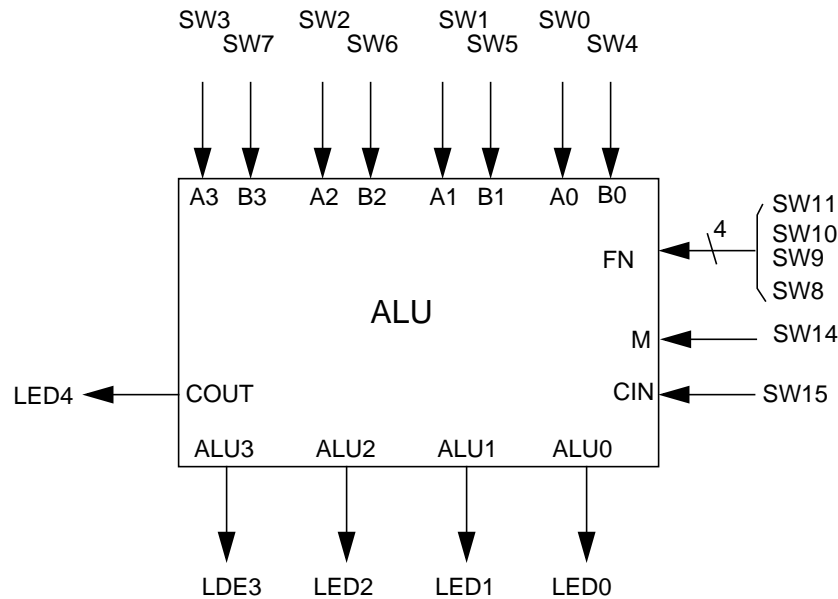 SW3 SW2 SW1 SW0
SW7 SW6 SW5 SW4
A3 B3 A2 B2 A1 B1 A0 B0
SW11
4
SW10
SW9
FN
SW8
ALU
M
SW14
LED4
COUT
CIN
SW15
ALU3 ALU2 ALU1 ALU0
LDE3 LED2 LED1 LED0